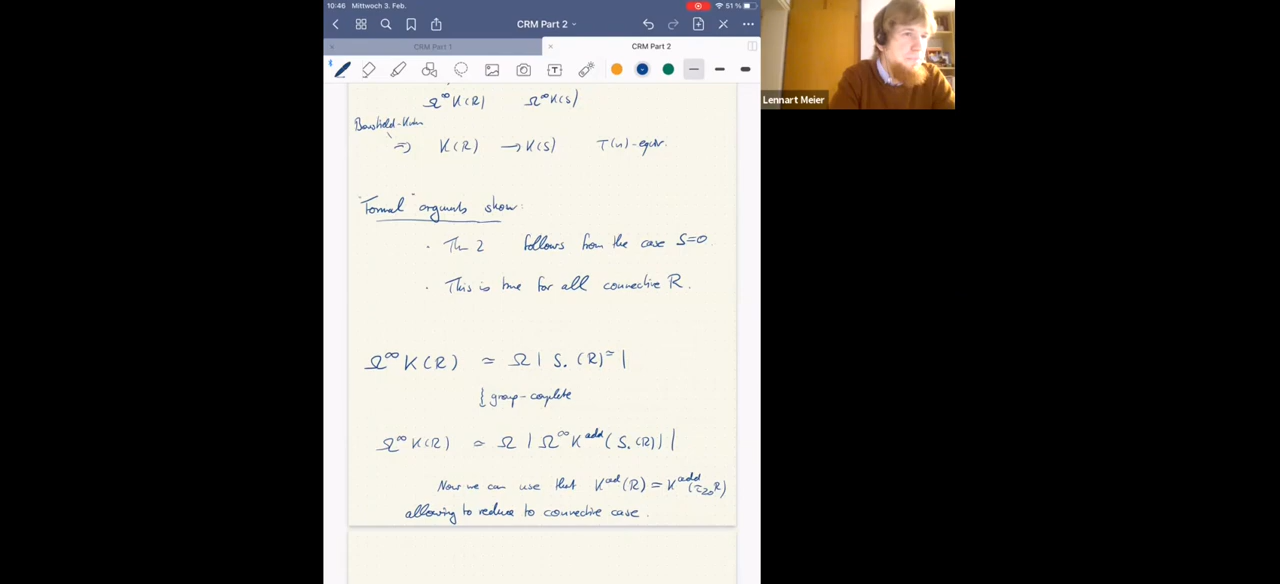 10:46 Mittwoch 3. Feb.
51 %
CRM Part 2
CRM Part 1
CRM Part 2
Lennart Meier
Ω^∞ K(R) Ω^∞ K(S)
Bousfield-Kuhn
⇒ K(R) → K(S) T(n)-equiv.
"Formal" arguments show:
· Thm 2 follows from the case S=0.
· This is true for all connective R.
Ω^∞ K(R) ≃ Ω | S.(R)^≃ |
group-complete
Ω^∞ K(R) ≃ Ω | Ω^∞ K^add (S.(R)) |
Now we can use that K^add(R) = K^add(τ≥0 R)
allowing to reduce to connective case.